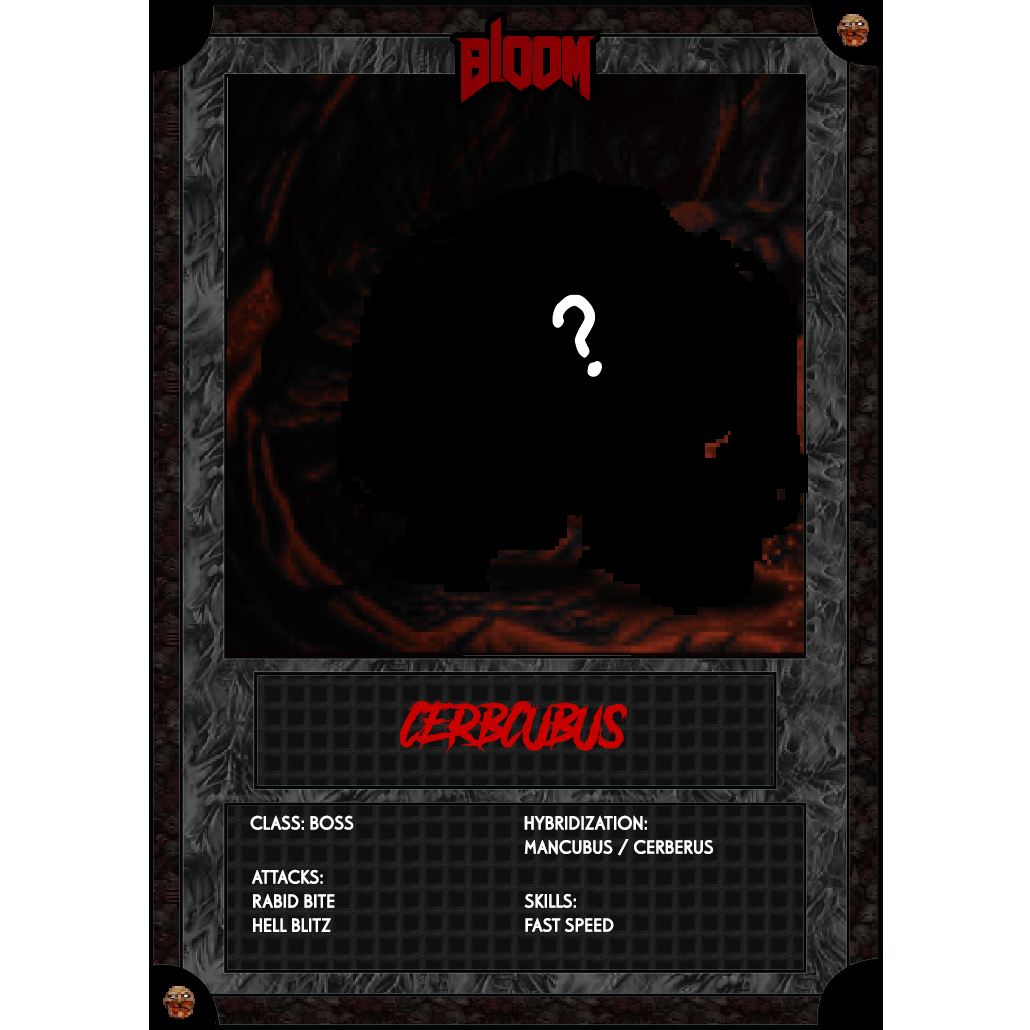 BlOOM
?
CERBCUBUS
CLASS: BOSS
ATTACKS:
RABID BITE
HELL BLITZ
HYBRIDIZATION:
MANCUBUS / CERBERUS
SKILLS:
FAST SPEED